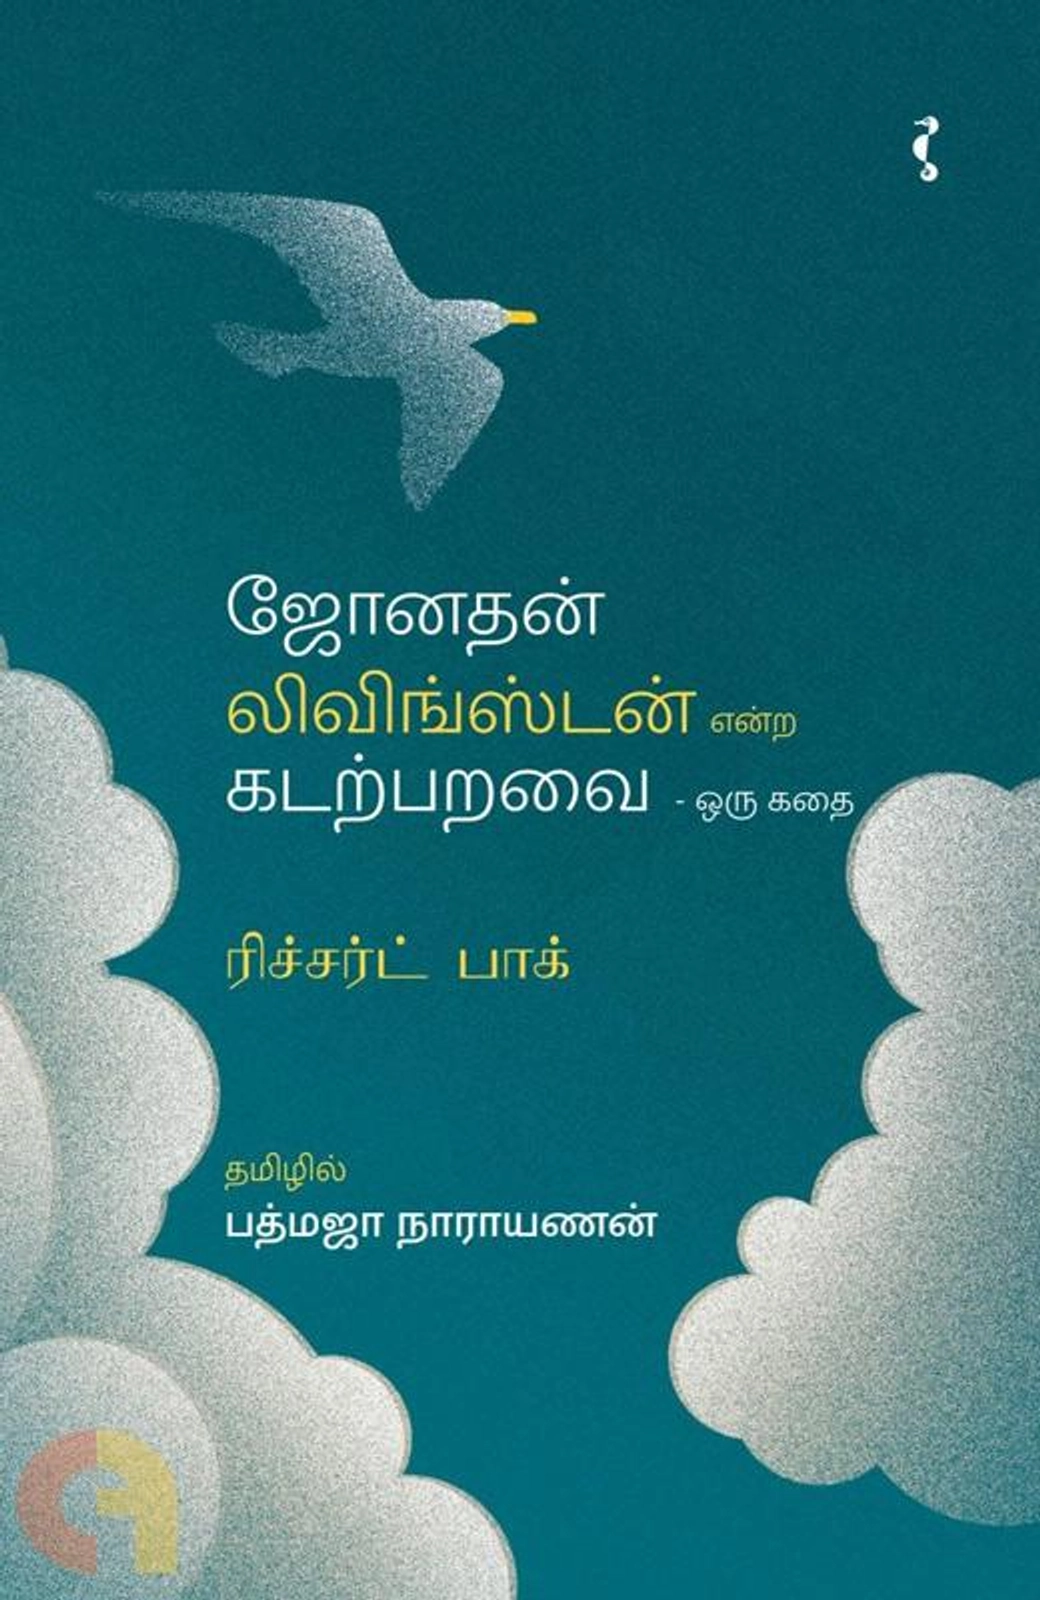 ஜோனதன்
லிவிங்ஸ்டன் என்ற
கடற்பறவை - ஒரு கதை
ரிச்சர்ட் பாக்
தமிழில்
பத்மஜா நாராயணன்